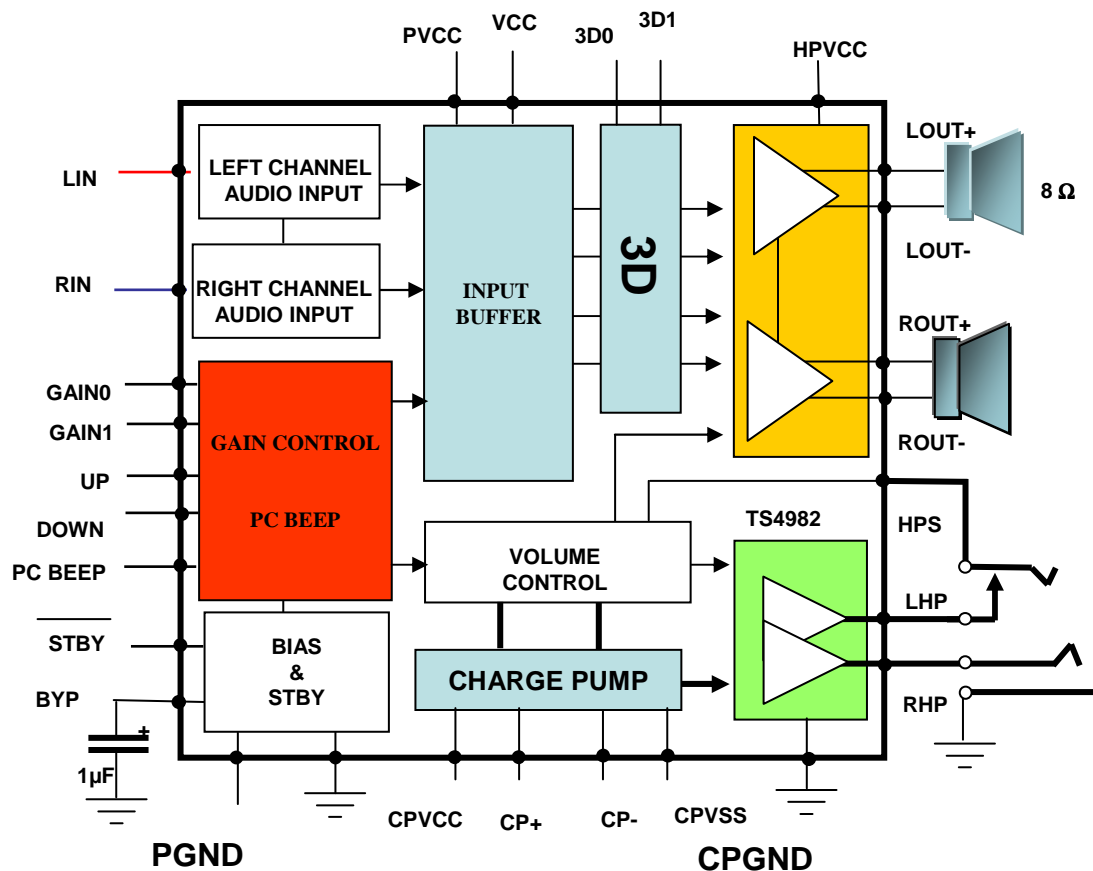 VCC
3D1
PVCC
3D0
HPVCC
LIN
LEFT CHANNEL
AUDIO INPUT
LOUT+
8 Ω
LOUT-
RIN
RIGHT CHANNEL
AUDIO INPUT
INPUT
BUFFER
3D
ROUT+
ROUT-
GAIN0
GAIN1
UP
DOWN
PC BEEP
GAIN CONTROL
PC BEEP
VOLUME
CONTROL
TS4982
HPS
LHP
RHP
STBY
BYP
BIAS
&
STBY
CHARGE PUMP
+
1µF
CPVCC
CP+
CP-
CPVSS
PGND
CPGND